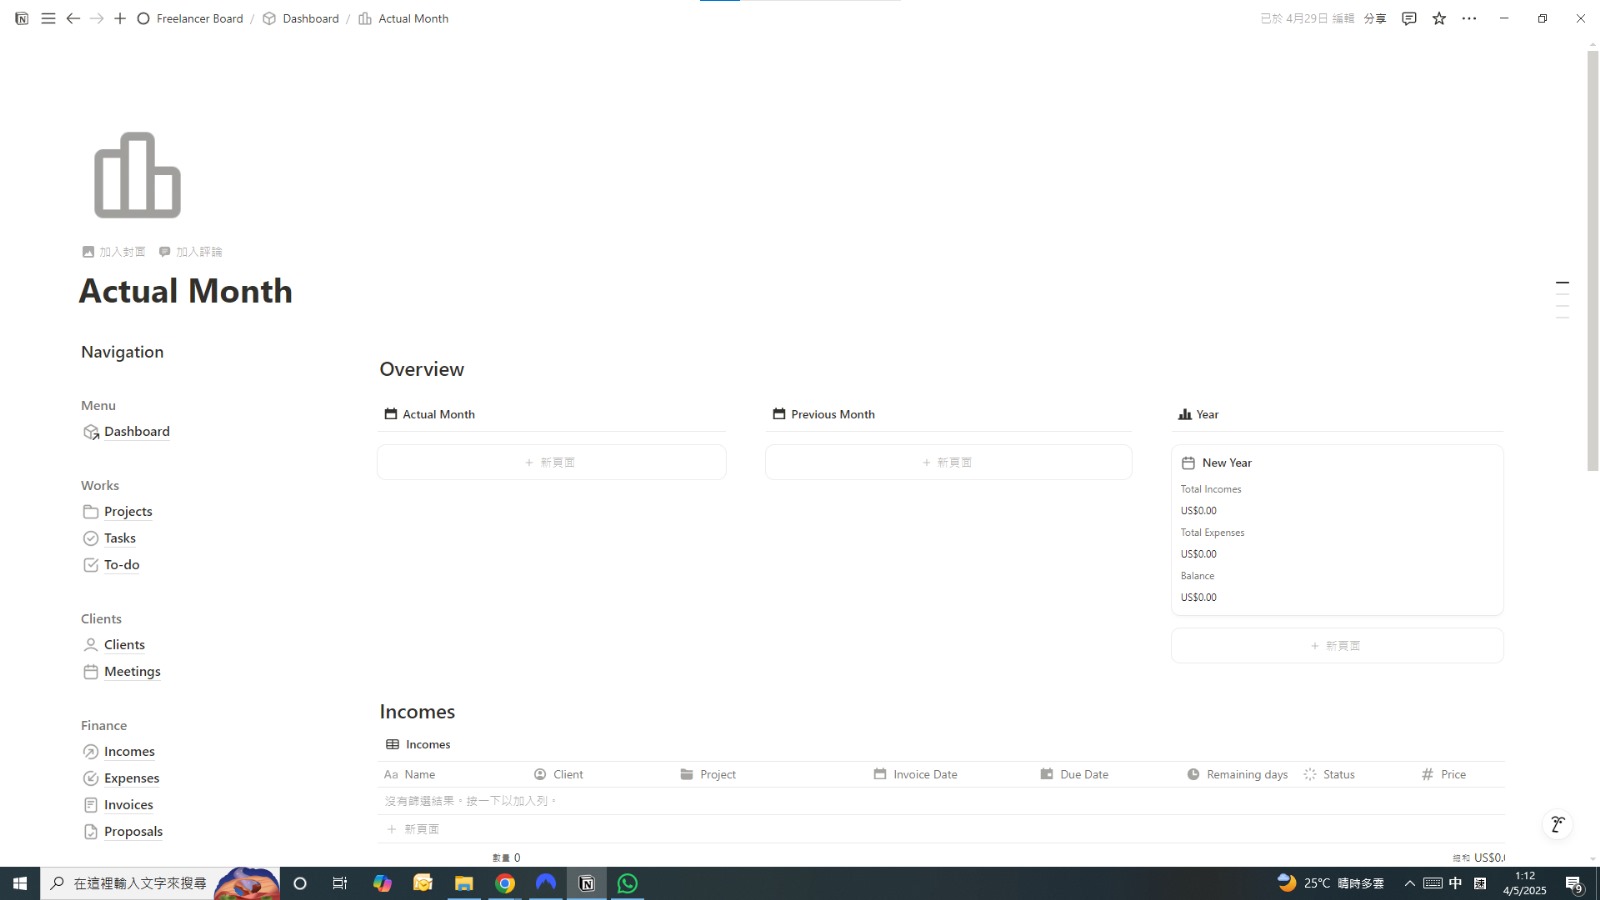 Freelancer Board / Dashboard / Actual Month
已於 4月29日 編輯 分享
加入封面 加入評論
Actual Month
Navigation
Menu
Dashboard
Works
Projects
Tasks
To-do
Clients
Clients
Meetings
Finance
Incomes
Expenses
Invoices
Proposals
Overview
Actual Month
+ 新頁面
Previous Month
+ 新頁面
Year
New Year
Total Incomes
US$0.00
Total Expenses
US$0.00
Balance
US$0.00
+ 新頁面
Incomes
Incomes
Aa Name Client Project Invoice Date Due Date Remaining days Status # Price
沒有篩選結果。按一下以加入列。
+ 新頁面
數量 0 總和 US$0.
在這裡輸入文字來搜尋
25°C 晴時多雲
中
1:12
4/5/2025
9